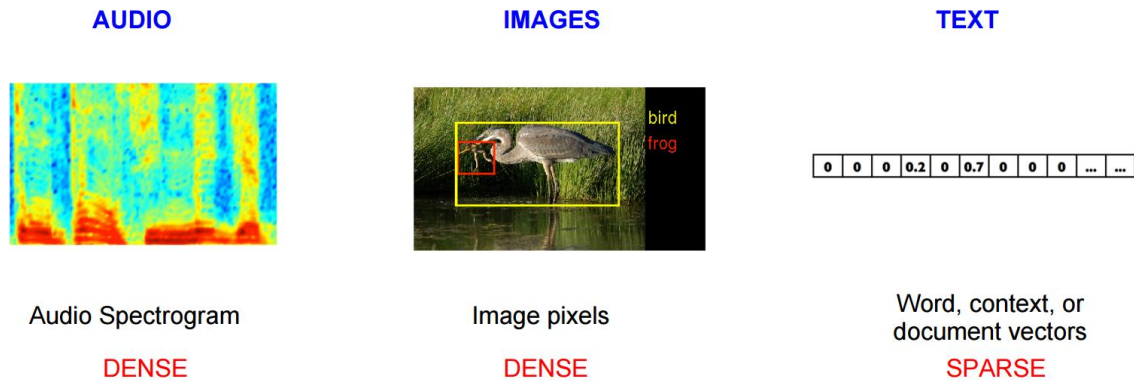 AUDIO
IMAGES
TEXT
bird
frog
0 0 0 0.2 0 0.7 0 0 0 ... ...
Audio Spectrogram
Image pixels
Word, context, or
document vectors
DENSE
DENSE
SPARSE